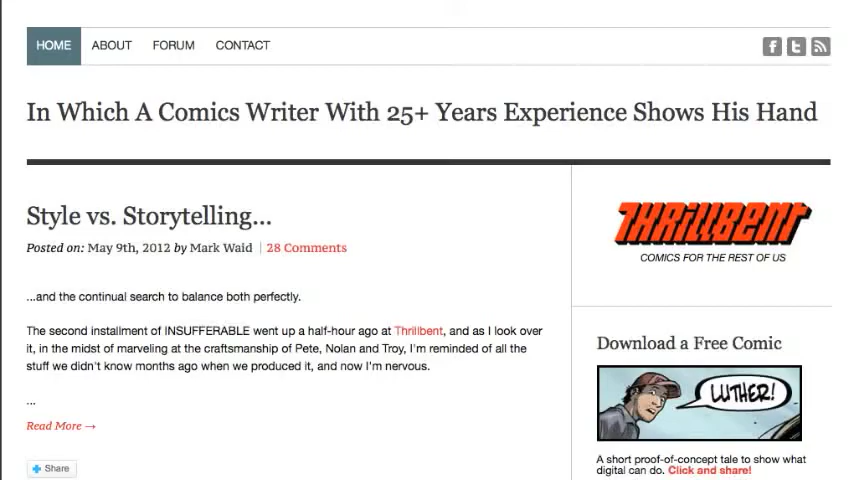 HOME ABOUT FORUM CONTACT
In Which A Comics Writer With 25+ Years Experience Shows His Hand
Style vs. Storytelling...
Posted on: May 9th, 2012 by Mark Waid | 28 Comments
...and the continual search to balance both perfectly.
The second installment of INSUFFERABLE went up a half-hour ago at Thrillbent, and as I look over
it, in the midst of marveling at the craftsmanship of Pete, Nolan and Troy, I'm reminded of all the
stuff we didn't know months ago when we produced it, and now I'm nervous.
...
Read More →
Share
THRILLBENT
COMICS FOR THE REST OF US
Download a Free Comic
LUTHER!
A short proof-of-concept tale to show what
digital can do. Click and share!